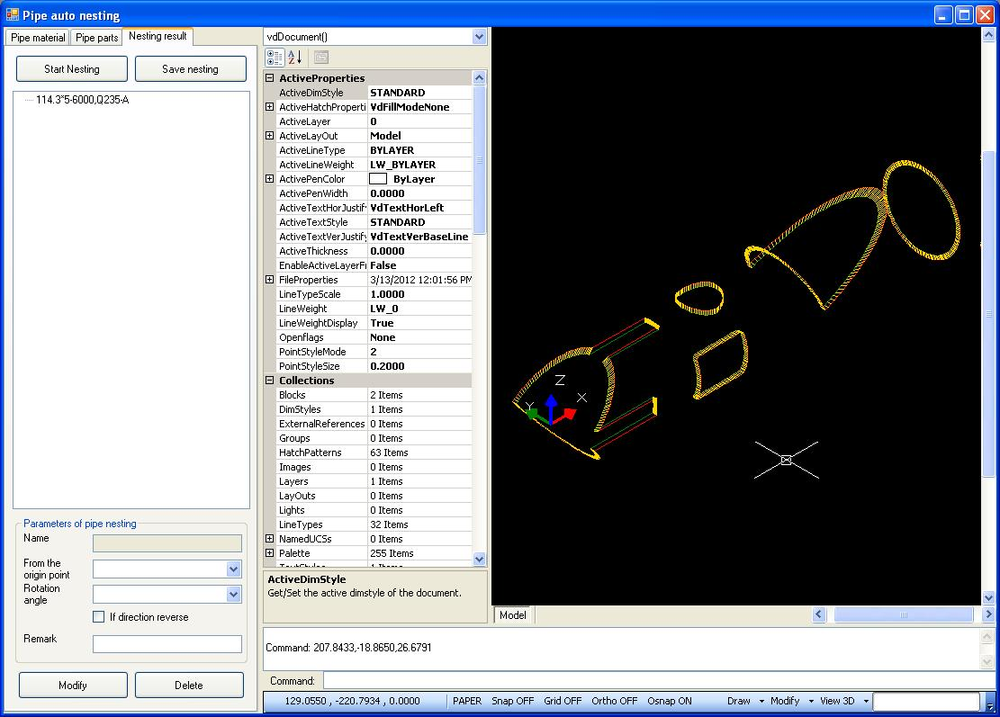 Pipe auto nesting
Pipe material Pipe parts Nesting result
Start Nesting Save nesting
114.3*5-6000,Q235-A
Parameters of pipe nesting
Name
From the
origin point
Rotation
angle
If direction reverse
Remark
Modify Delete
vdDocument()
ActiveProperties
ActiveDimStyle STANDARD
ActiveHatchProperti VdFillModeNone
ActiveLayer 0
ActiveLayOut Model
ActiveLineType BYLAYER
ActiveLineWeight LW_BYLAYER
ActivePenColor ByLayer
ActivePenWidth 0.0000
ActiveTextHorJustify VdTextHorLeft
ActiveTextStyle STANDARD
ActiveTextVerJustify VdTextVerBaseLine
ActiveThickness 0.0000
EnableActiveLayerFr False
FileProperties 3/13/2012 12:01:56 PM
LineTypeScale 1.0000
LineWeight LW_0
LineWeightDisplay True
Openflags None
PointStyleMode 2
PointStyleSize 0.2000
Collections
Blocks 2 Items
DimStyles 1 Items
ExternalReferences 0 Items
Groups 0 Items
HatchPatterns 63 Items
Images 0 Items
Layers 1 Items
LayOuts 0 Items
Lights 0 Items
LineTypes 32 Items
NamedUCSs 0 Items
Palette 255 Items
TextStyles 1 Items
ActiveDimStyle
Get/Set the active dimstyle of the document.
Z
X
Y
Model
Command: 207.8433,-18.8650,26.6791
Command:
129.0550 , -220.7934 , 0.0000 PAPER Snap OFF Grid OFF Ortho OFF Osnap ON Draw Modify View 3D